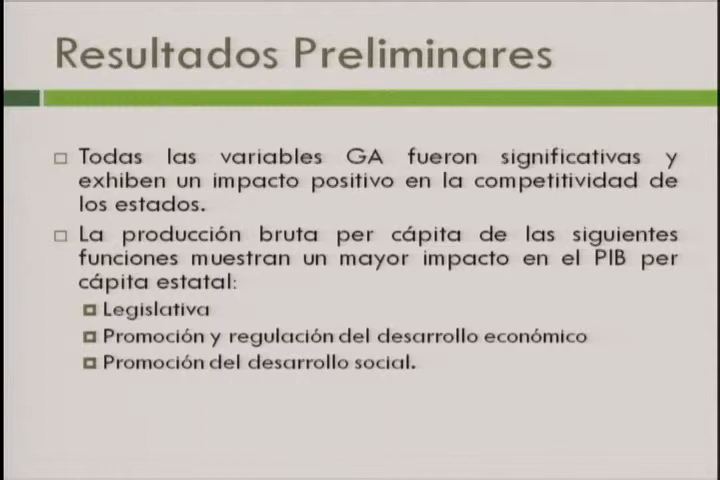 Resultados Preliminares
Todas las variables GA fueron significativas y
exhiben un impacto positivo en la competitividad de
los estados.
La producción bruta per cápita de las siguientes
funciones muestran un mayor impacto en el PIB per
cápita estatal:
Legislativa
Promoción y regulación del desarrollo económico
Promoción del desarrollo social.